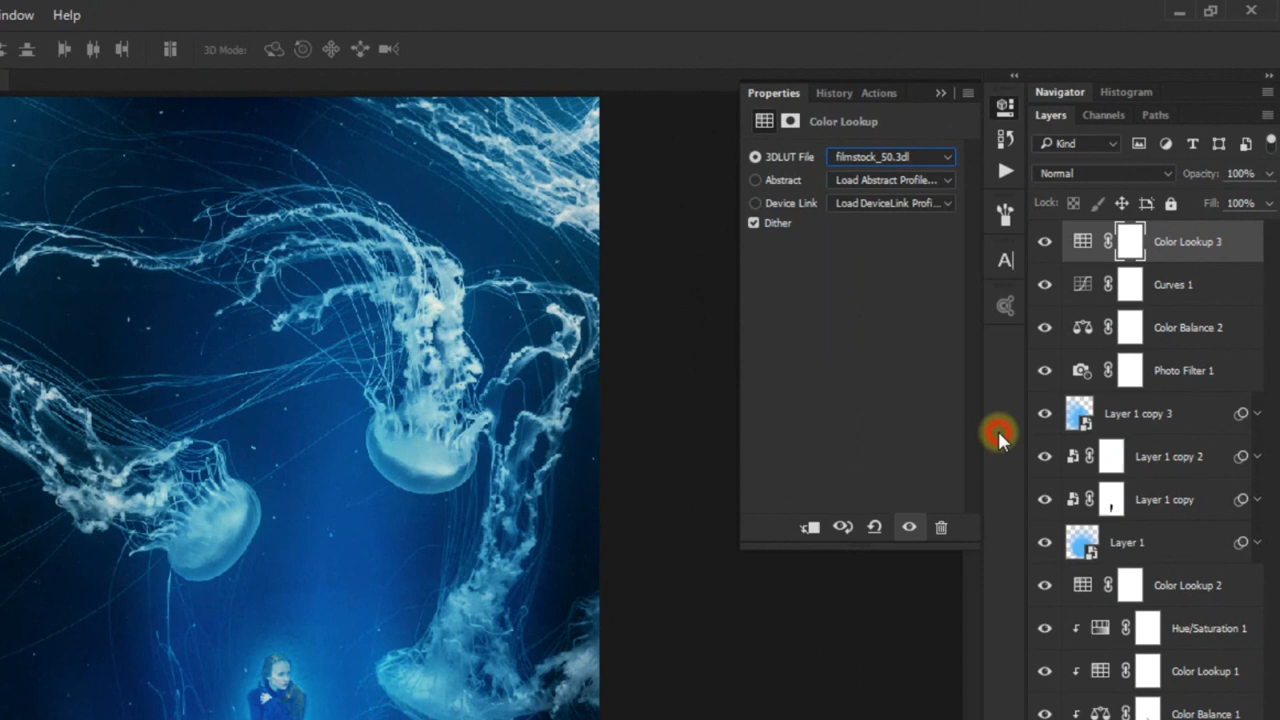 indow Help
3D Mode:
Properties History Actions
Color Lookup
3DLUT File filmstock_50.3dl
Abstract Load Abstract Profile...
Device Link Load DeviceLink Profi...
Dither
Navigator Histogram
Layers Channels Paths
Kind T
Normal Opacity: 100%
Lock: Fill: 100%
A
Color Lookup 3
Curves 1
Color Balance 2
Photo Filter 1
Layer 1 copy 3
Layer 1 copy 2
Layer 1 copy
Layer 1
Color Lookup 2
Hue/Saturation 1
Color Lookup 1
Color Balance 1